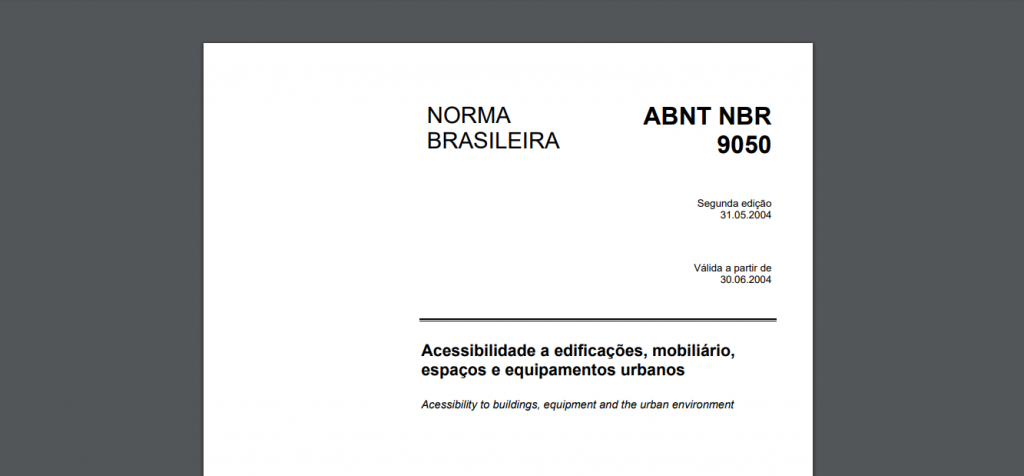 NORMA
BRASILEIRA
ABNT NBR
9050
Segunda edição
31.05.2004
Válida a partir de
30.06.2004
Acessibilidade a edificações, mobiliário,
espaços e equipamentos urbanos
Acessibility to buildings, equipment and the urban environment